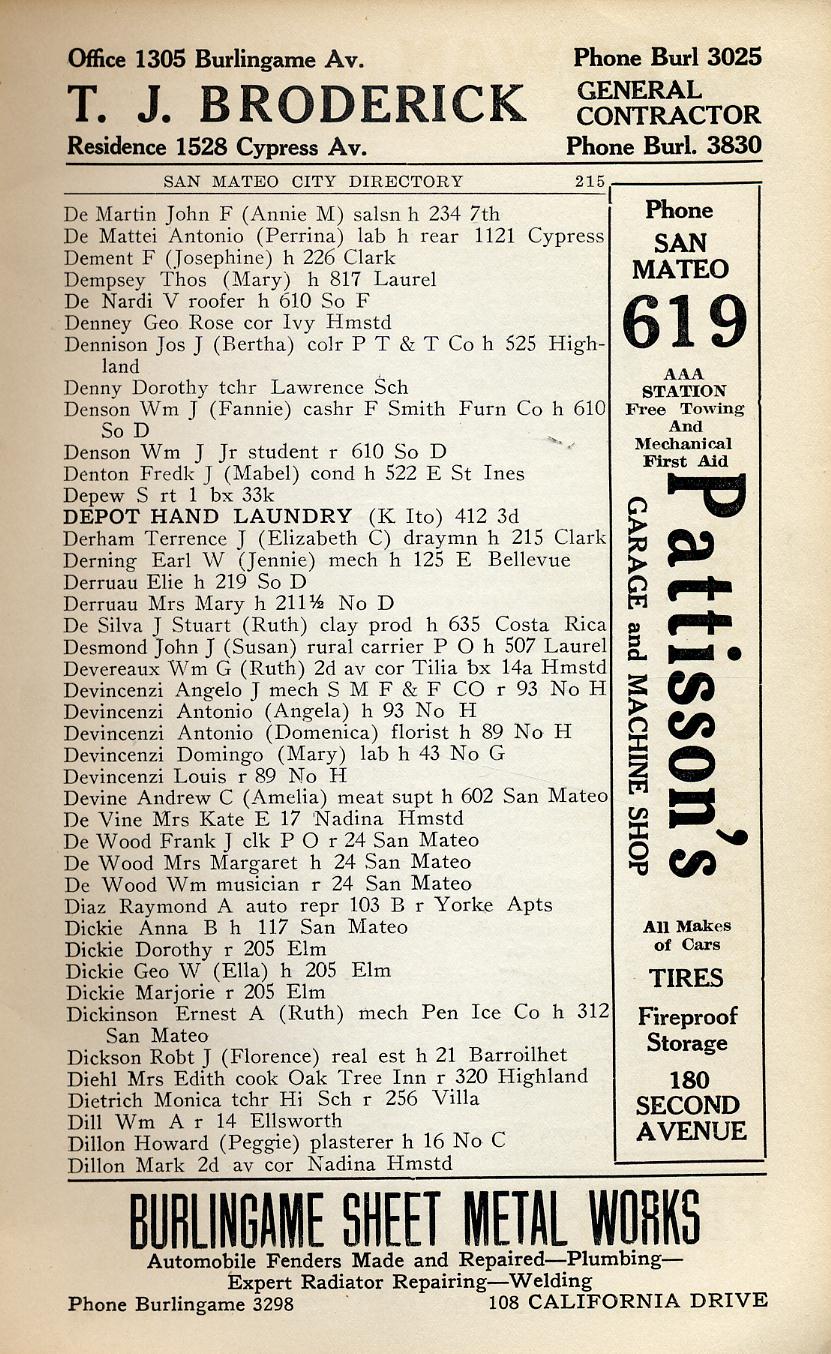 Office 1305 Burlingame Av. Phone Burl 3025
T. J. BRODERICK GENERAL CONTRACTOR
Residence 1528 Cypress Av. Phone Burl. 3830
SAN MATEO CITY DIRECTORY 215
De Martin John F (Annie M) salsn h 234 7th
De Mattei Antonio (Perrina) lab h rear 1121 Cypress
Dement F (Josephine) h 226 Clark
Dempsey Thos (Mary) h 817 Laurel
De Nardi V roofer h 610 So F
Denney Geo Rose cor Ivy Hmstd
Dennison Jos J (Bertha) colr P T & T Co h 525 High-
land
Denny Dorothy tchr Lawrence Sch
Denson Wm J (Fannie) cashr F Smith Furn Co h 610
So D
Denson Wm J Jr student r 610 So D
Denton Fredk J (Mabel) cond h 522 E St Ines
Depew S rt 1 bx 33k
DEPOT HAND LAUNDRY (K Ito) 412 3d
Derham Terrence J (Elizabeth C) draymn h 215 Clark
Derning Earl W (Jennie) mech h 125 E Bellevue
Derruau Elie h 219 So D
Derruau Mrs Mary h 211½ No D
De Silva J Stuart (Ruth) clay prod h 635 Costa Rica
Desmond John J (Susan) rural carrier P O h 507 Laurel
Devereaux Wm G (Ruth) 2d av cor Tilia bx 14a Hmstd
Devincenzi Angelo J mech S M F & F CO r 93 No H
Devincenzi Antonio (Angela) h 93 No H
Devincenzi Antonio (Domenica) florist h 89 No H
Devincenzi Domingo (Mary) lab h 43 No G
Devincenzi Louis r 89 No H
Devine Andrew C (Amelia) meat supt h 602 San Mateo
De Vine Mrs Kate E 17 Nadina Hmstd
De Wood Frank J clk P O r 24 San Mateo
De Wood Mrs Margaret h 24 San Mateo
De Wood Wm musician r 24 San Mateo
Diaz Raymond A auto repr 103 B r Yorke Apts
Dickie Anna B h 117 San Mateo
Dickie Dorothy r 205 Elm
Dickie Geo W (Ella) h 205 Elm
Dickie Marjorie r 205 Elm
Dickinson Ernest A (Ruth) mech Pen Ice Co h 312
San Mateo
Dickson Robt J (Florence) real est h 21 Barroilhet
Diehl Mrs Edith cook Oak Tree Inn r 320 Highland
Dietrich Monica tchr Hi Sch r 256 Villa
Dill Wm A r 14 Ellsworth
Dillon Howard (Peggie) plasterer h 16 No C
Dillon Mark 2d av cor Nadina Hmstd
Phone
SAN
MATEO
619
AAA
STATION
Free Towing
And
Mechanical
First Aid
Pattison's
GARAGE and MACHINE SHOP
All Makes
of Cars
TIRES
Fireproof
Storage
180
SECOND
AVENUE
BURLINGAME SHEET METAL WORKS
Automobile Fenders Made and Repaired—Plumbing—
Expert Radiator Repairing—Welding
Phone Burlingame 3298 108 CALIFORNIA DRIVE